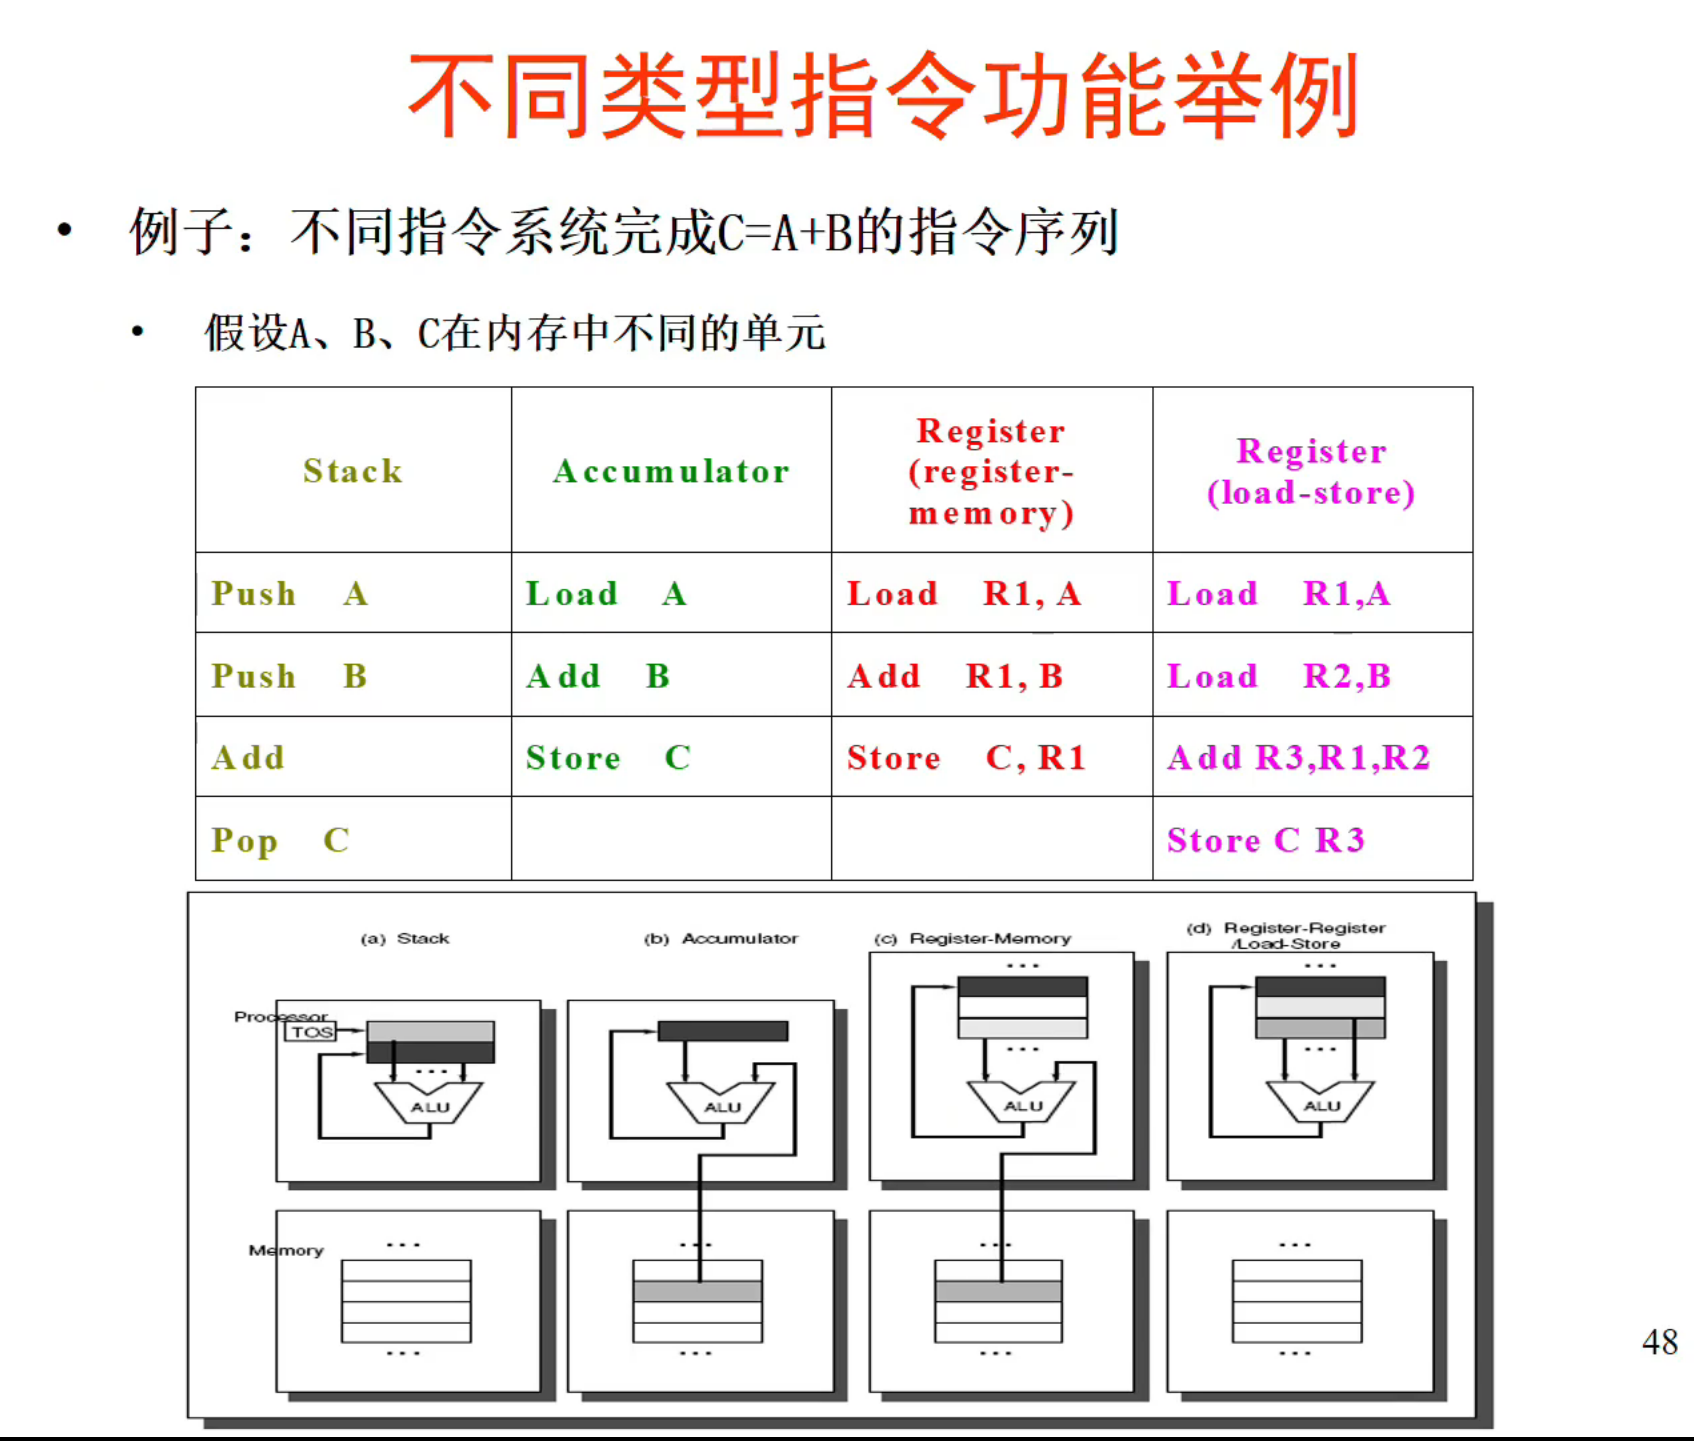 不同类型指令功能举例
• 例子：不同指令系统完成C=A+B的指令序列
• 假设A、B、C在内存中不同的单元
Stack
Accumulator
Register
(register-
memory)
Register
(load-store)
Push A
Load A
Load R1, A
Load R1,A
Push B
Add B
Add R1, B
Load R2,B
Add
Store C
Store C, R1
Add R3,R1,R2
Pop C
Store C R3
(a) Stack
(b) Accumulator
(c) Register-Memory
(d) Register-Register
/Load-Store
Processor
TOS
...
...
...
...
...
ALU
ALU
ALU
ALU
Memory
...
...
...
...
...
...
...
...
48